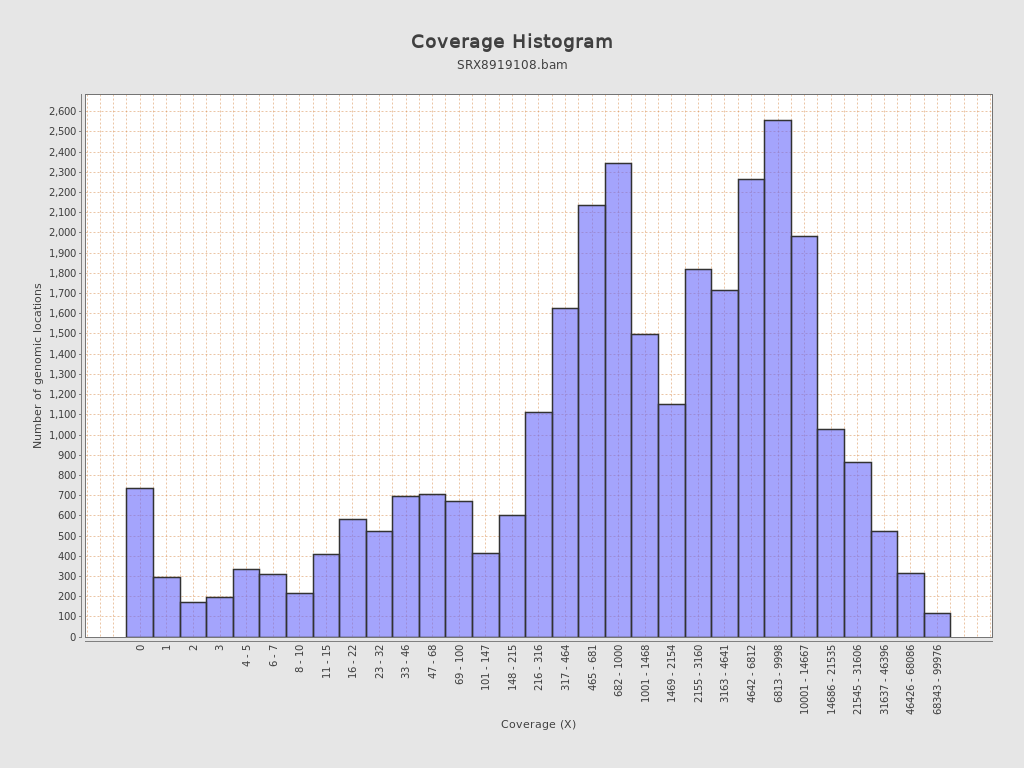 Coverage Histogram
SRX8919108.bam
Number of genomic locations
2,600
2,500
2,400
2,300
2,200
2,100
2,000
1,900
1,800
1,700
1,600
1,500
1,400
1,300
1,200
1,100
1,000
900
800
700
600
500
400
300
200
100
0
0
1
2
3
4 - 5
6 - 7
8 - 10
11 - 15
16 - 22
23 - 32
33 - 46
47 - 68
69 - 100
101 - 147
148 - 215
216 - 316
317 - 464
465 - 681
682 - 1000
1001 - 1468
1469 - 2154
2155 - 3160
3163 - 4641
4642 - 6812
6813 - 9998
10001 - 14667
14686 - 21535
21545 - 31606
31637 - 46396
46426 - 68086
68343 - 99976
Coverage (X)